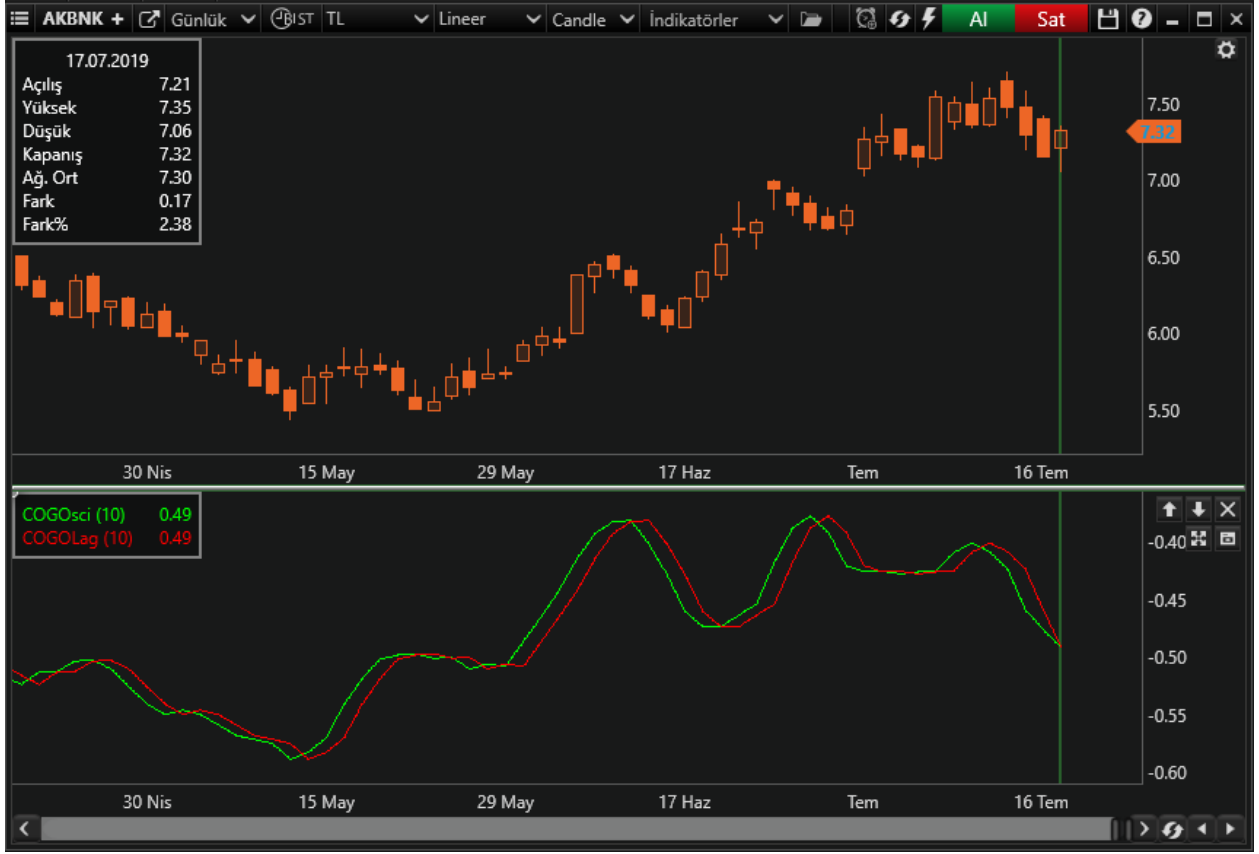 AKBNK + Günlük BIST TL Lineer Candle İndikatörler Al Sat
17.07.2019
Açılış 7.21
Yüksek 7.35
Düşük 7.06
Kapanış 7.32
Ağ. Ort 7.30
Fark 0.17
Fark% 2.38
7.50
7.32
7.00
6.50
6.00
5.50
30 Nis 15 May 29 May 17 Haz Tem 16 Tem
COGOsci (10) 0.49
COGOLag (10) 0.49
-0.40
-0.45
-0.50
-0.55
-0.60
30 Nis 15 May 29 May 17 Haz Tem 16 Tem